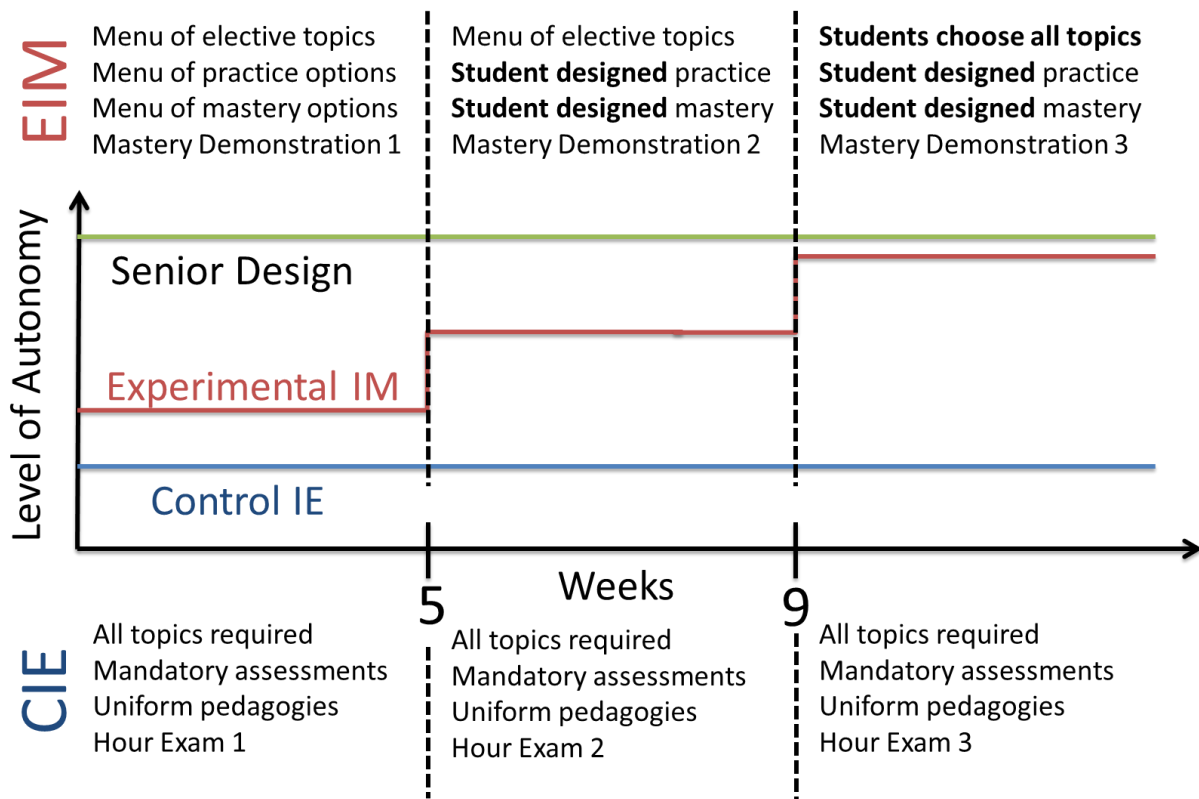 EIM
Menu of elective topics
Menu of practice options
Menu of mastery options
Mastery Demonstration 1
Menu of elective topics
Student designed practice
Student designed mastery
Mastery Demonstration 2
Students choose all topics
Student designed practice
Student designed mastery
Mastery Demonstration 3
Level of Autonomy
Senior Design
Experimental IM
Control IE
Weeks
5
9
CIE
All topics required
Mandatory assessments
Uniform pedagogies
Hour Exam 1
All topics required
Mandatory assessments
Uniform pedagogies
Hour Exam 2
All topics required
Mandatory assessments
Uniform pedagogies
Hour Exam 3